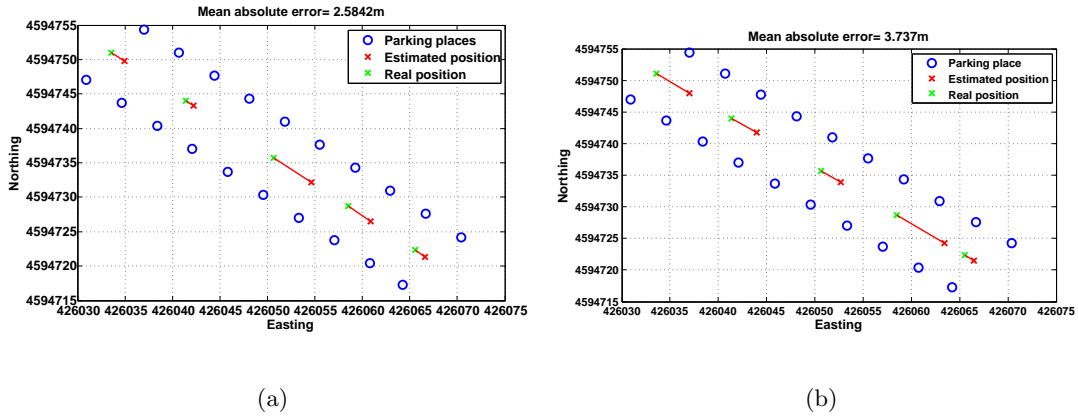 Mean absolute error= 2.5842m
4594755
4594750
4594745
4594740
4594735
4594730
4594725
4594720
4594715
Northing
Parking places
Estimated position
Real position
426030 426035 426040 426045 426050 426055 426060 426065 426070 426075
Easting
(a)
Mean absolute error= 3.737m
4594755
4594750
4594745
4594740
4594735
4594730
4594725
4594720
4594715
Northing
Parking place
Estimated position
Real position
426030 426035 426040 426045 426050 426055 426060 426065 426070 426075
Easting
(b)